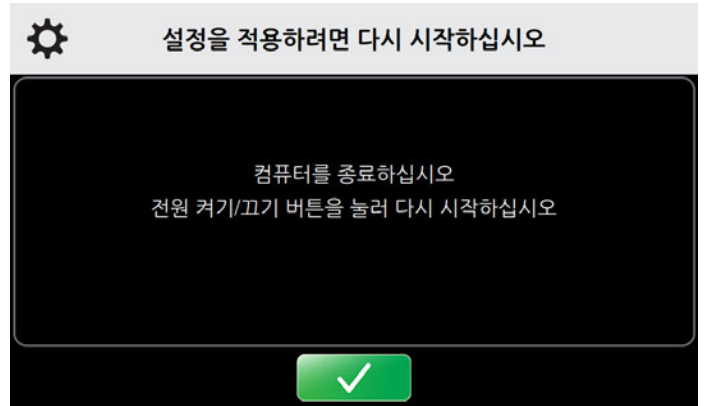 설정을 적용하려면 다시 시작하십시오
컴퓨터를 종료하십시오
전원 켜기/끄기 버튼을 눌러 다시 시작하십시오